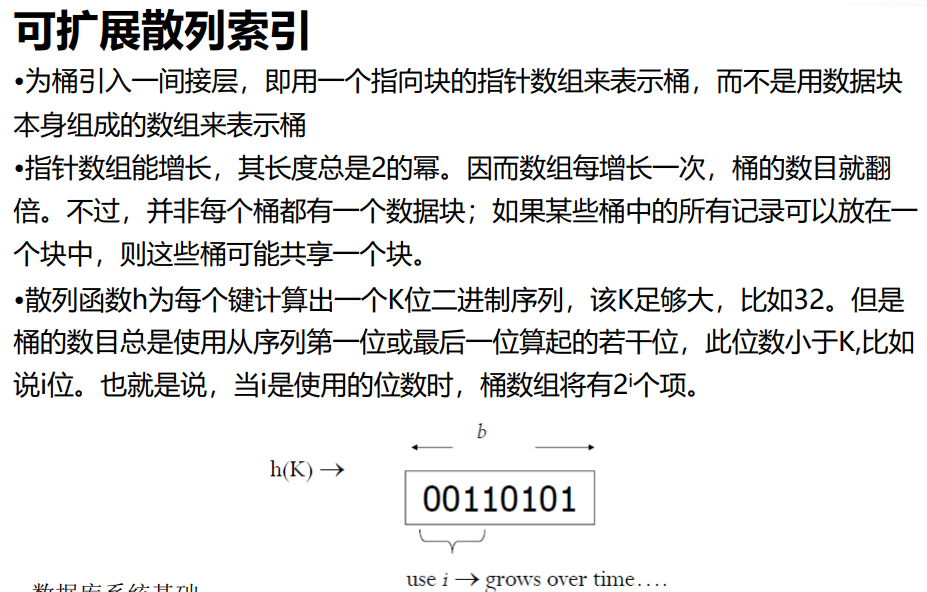 可扩展散列索引
•为桶引入一间接层，即用一个指向块的指针数组来表示桶，而不是用数据块
本身组成的数组来表示桶
•指针数组能增长，其长度总是2的幂。因而数组每增长一次，桶的数目就翻
倍。不过，并非每个桶都有一个数据块；如果某些桶中的所有记录可以放在一
个块中，则这些桶可能共享一个块。
•散列函数h为每个键计算出一个K位二进制序列，该K足够大，比如32。但是
桶的数目总是使用从序列第一位或最后一位算起的若干位，此位数小于K,比如
说i位。也就是说，当i是使用的位数时，桶数组将有2ⁱ个项。
b
h(K) →
00110101
use i → grows over time….
数据库系统基础